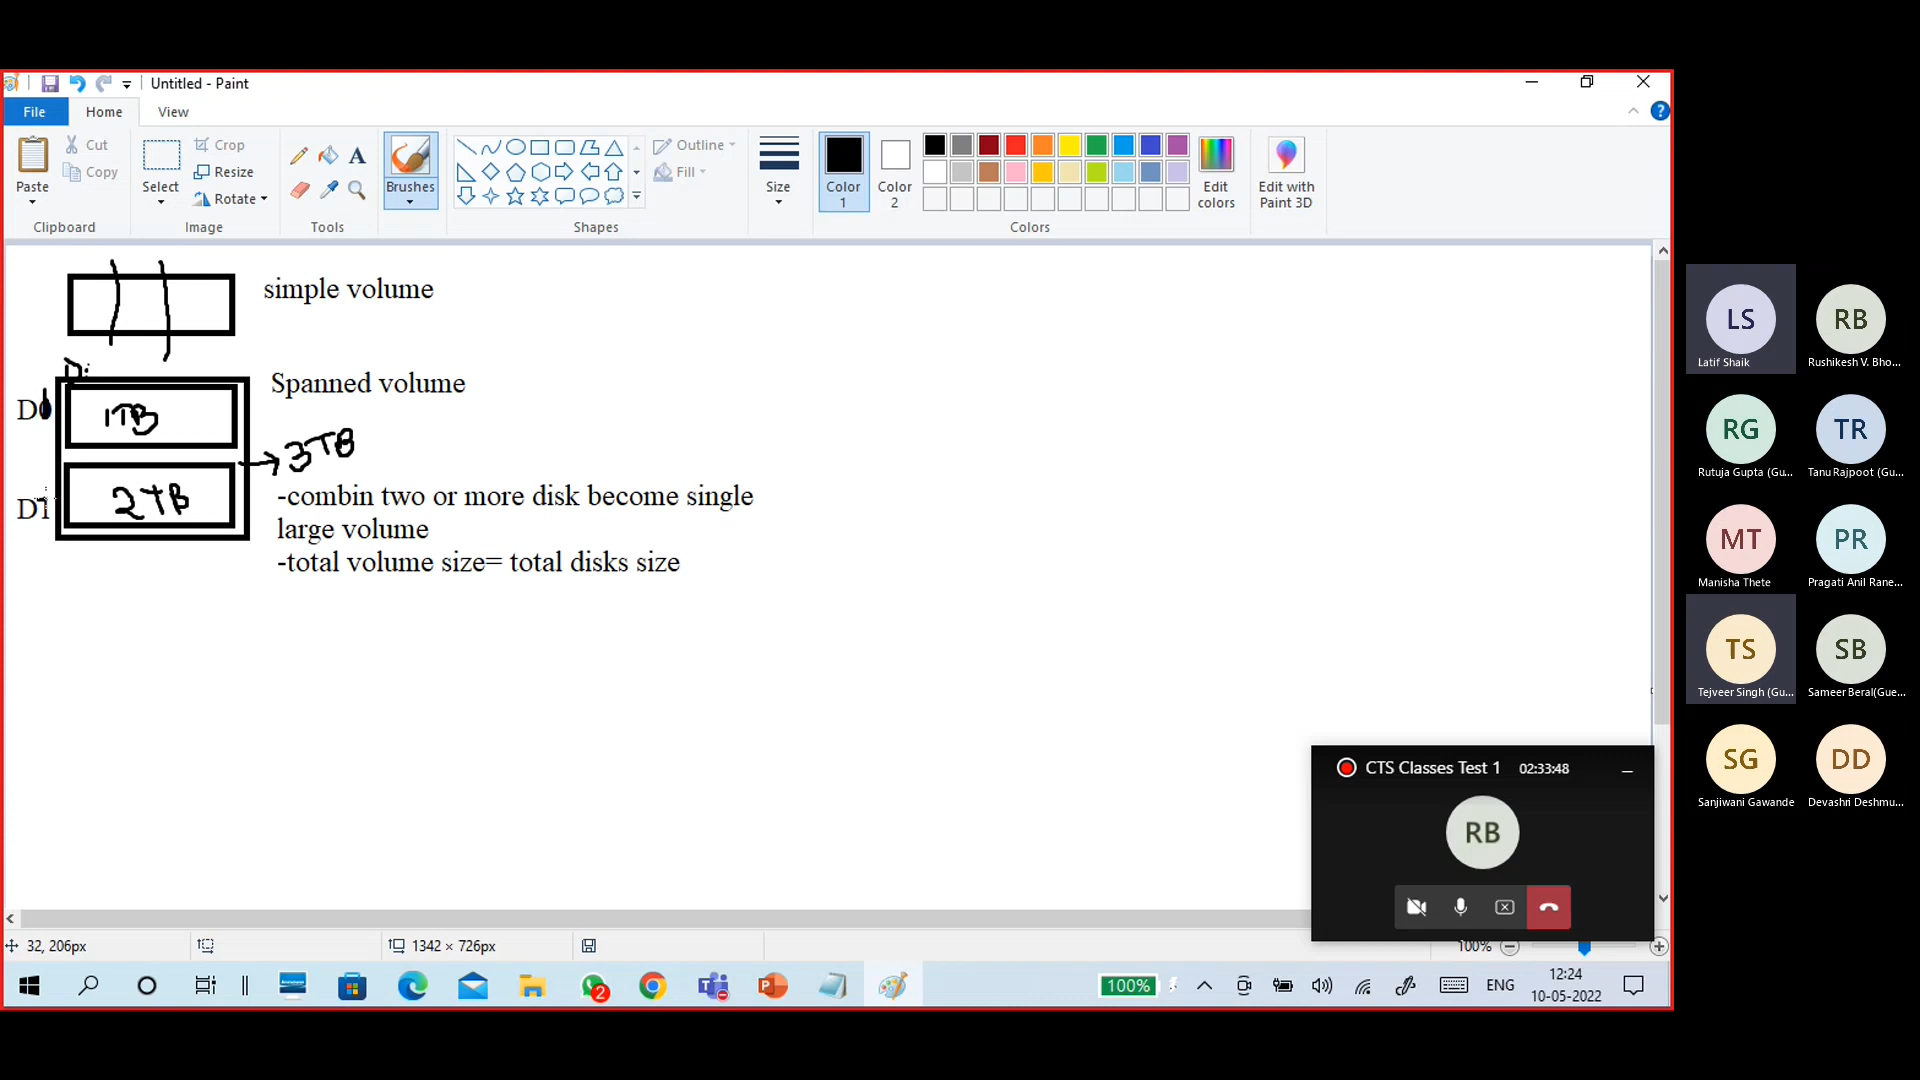 Untitled - Paint
File Home View
Paste
Cut
Copy
Clipboard
Select
Crop
Resize
Rotate
Image
A
Tools
Brushes
Outline
Fill
Shapes
Size
Color 1
Color 2
Edit colors
Edit with Paint 3D
Colors
simple volume
D:
Spanned volume
1TB
3TB
2TB
D1
-combin two or more disk become single
large volume
-total volume size= total disks size
CTS Classes Test 1 02:33:48
RB
32, 206px
1342 × 726px
100%
2
100%
ENG
12:24
10-05-2022
LS
Latif Shaik
RB
Rushikesh V. Bho...
RG
Rutuja Gupta (Gu...
TR
Tanu Rajpoot (Gu...
MT
Manisha Thete
PR
Pragati Anil Rane...
TS
Tejveer Singh (Gu...
SB
Sameer Beral(Gue...
SG
Sanjiwani Gawande
DD
Devashri Deshmu...